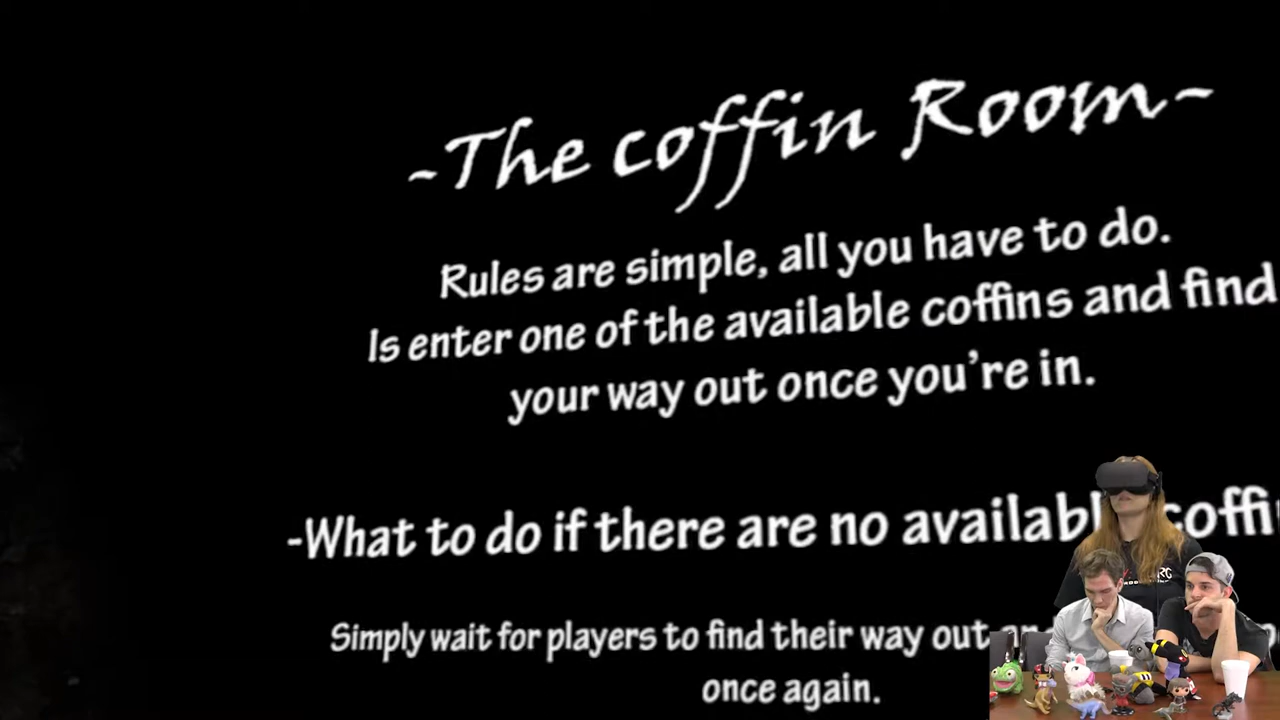 -The coffin Room-
Rules are simple, all you have to do.
Is enter one of the available coffins and find
your way out once you're in.
-What to do if there are no available
Simply wait for players to find their way out
once again.